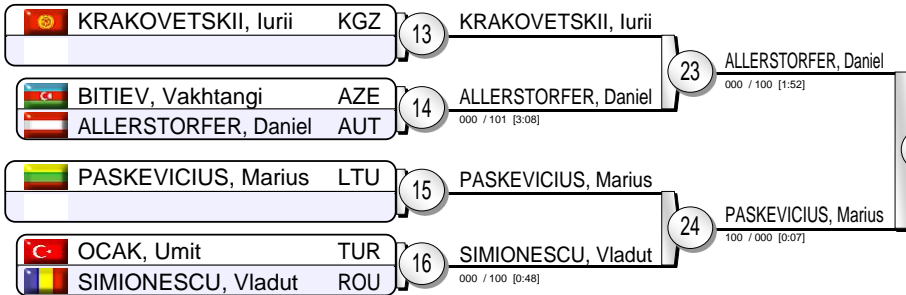 KRAKOVETSKII, Iurii KGZ
13
KRAKOVETSKII, Iurii
BITIEV, Vakhtangi AZE
ALLERSTORFER, Daniel AUT
14
ALLERSTORFER, Daniel
000 / 101 [3:08]
23
ALLERSTORFER, Daniel
000 / 100 [1:52]
PASKEVICIUS, Marius LTU
15
PASKEVICIUS, Marius
OCAK, Umit TUR
SIMIONESCU, Vladut ROU
16
SIMIONESCU, Vladut
000 / 100 [0:48]
24
PASKEVICIUS, Marius
100 / 000 [0:07]